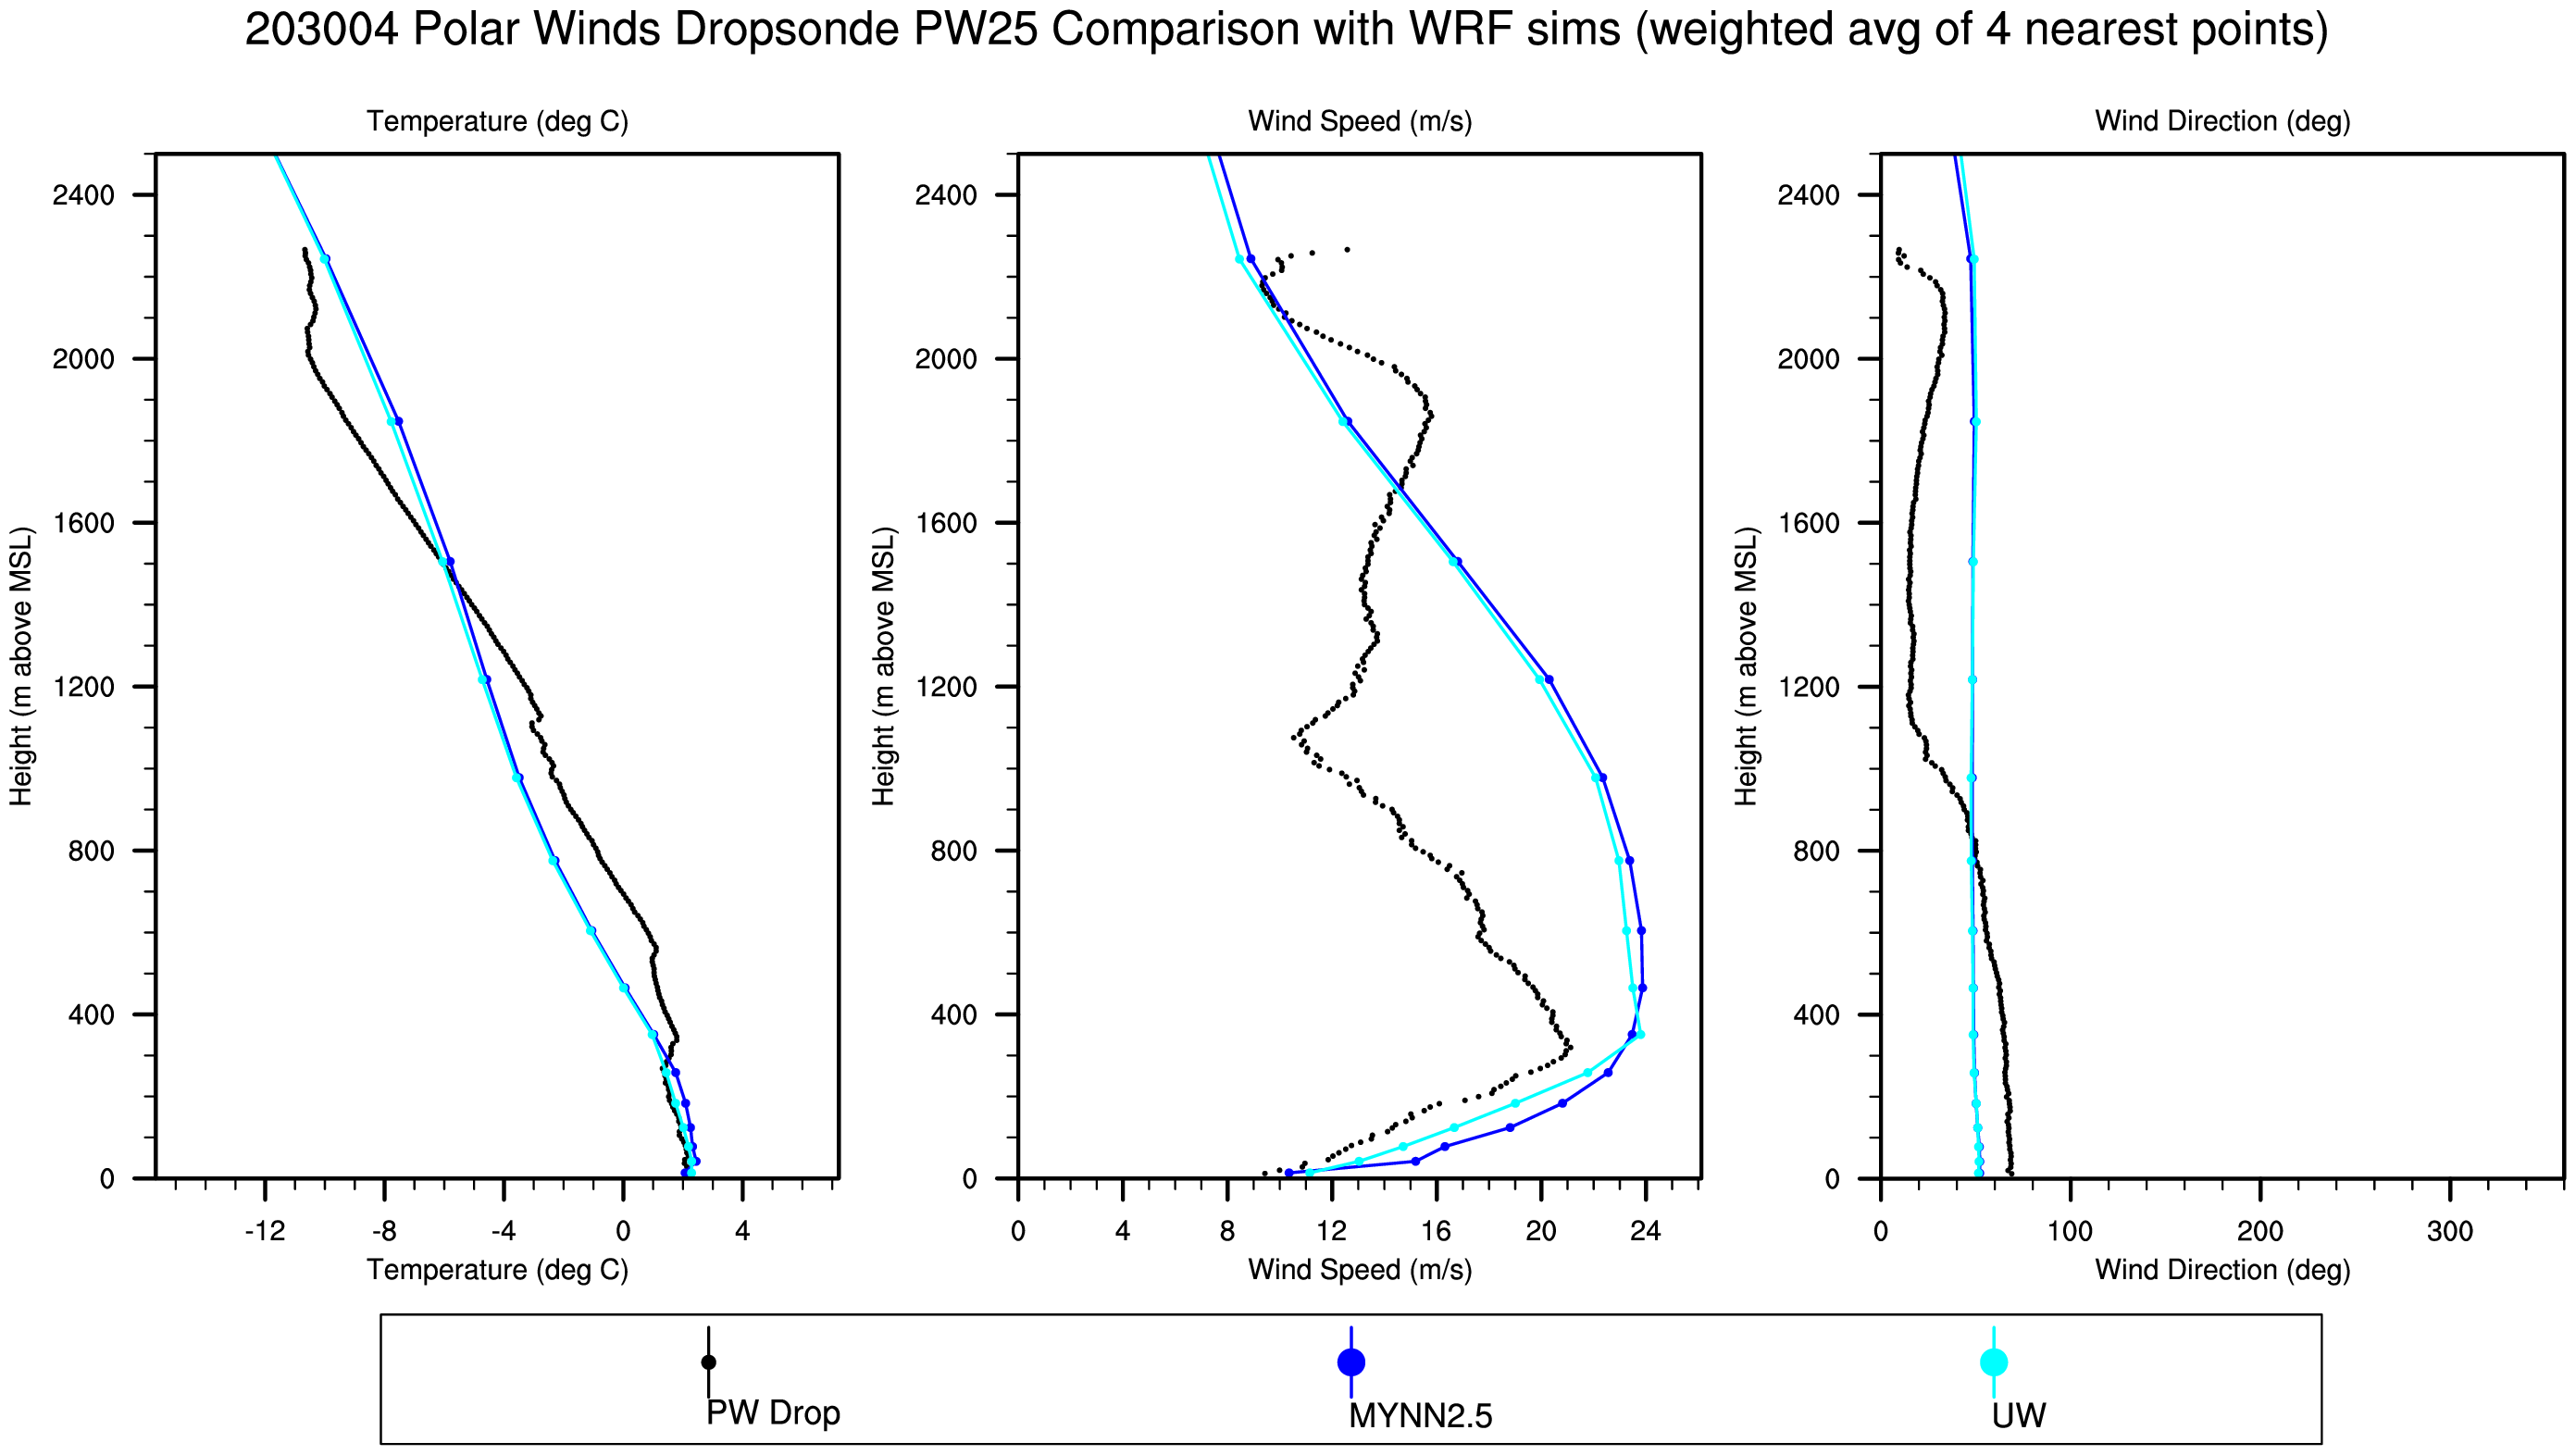 203004 Polar Winds Dropsonde PW25 Comparison with WRF sims (weighted avg of 4 nearest points)
Temperature (deg C)
Height (m above MSL)
2400
2000
1600
1200
800
400
0
-12 -8 -4 0 4
Temperature (deg C)
Wind Speed (m/s)
Height (m above MSL)
2400
2000
1600
1200
800
400
0
0 4 8 12 16 20 24
Wind Speed (m/s)
Wind Direction (deg)
Height (m above MSL)
2400
2000
1600
1200
800
400
0
0 100 200 300
Wind Direction (deg)
PW Drop
MYNN2.5
UW